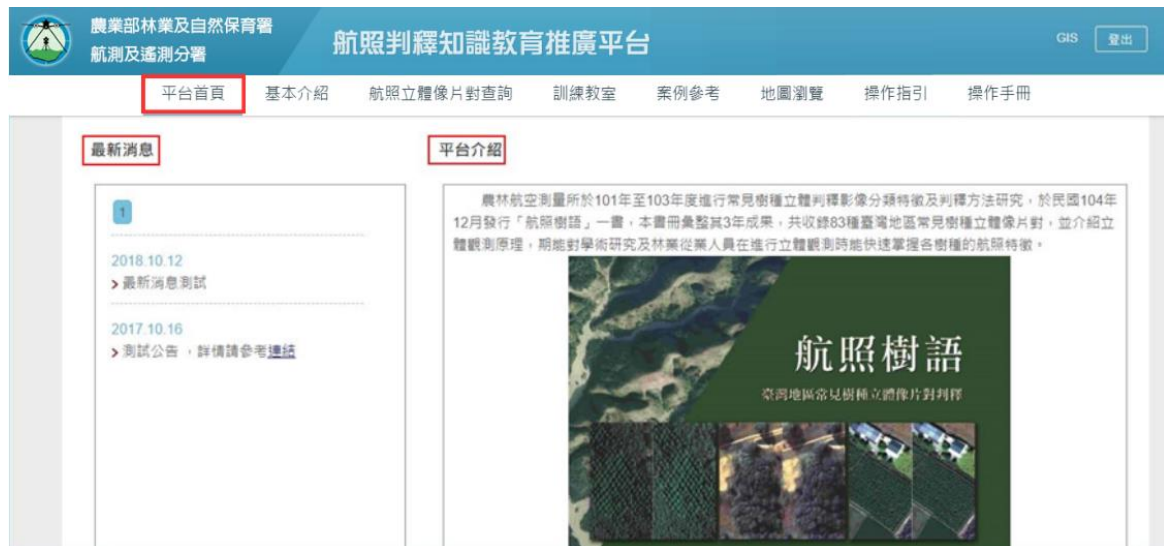 農業部林業及自然保育署
航測及遙測分署
航照判釋知識教育推廣平台
GIS
登出
平台首頁 基本介紹 航照立體像片對查詢 訓練教室 案例參考 地圖瀏覽 操作指引 操作手冊
最新消息
1
2018.10.12
最新消息測試
2017.10.16
測試公告 ，詳情請參考連結
平台介紹
農林航空測量所於101年至103年度進行常見樹種立體判釋影像分類特徵及判釋方法研究，於民國104年
12月發行「航照樹語」一書，本書冊彙整其3年成果，共收錄83種臺灣地區常見樹種立體像片對，並介紹立
體觀測原理，期能對學術研究及林業從業人員在進行立體觀測時能快速掌握各樹種的航照特徵。
航照樹語
臺灣地區常見樹種立體像片對判釋